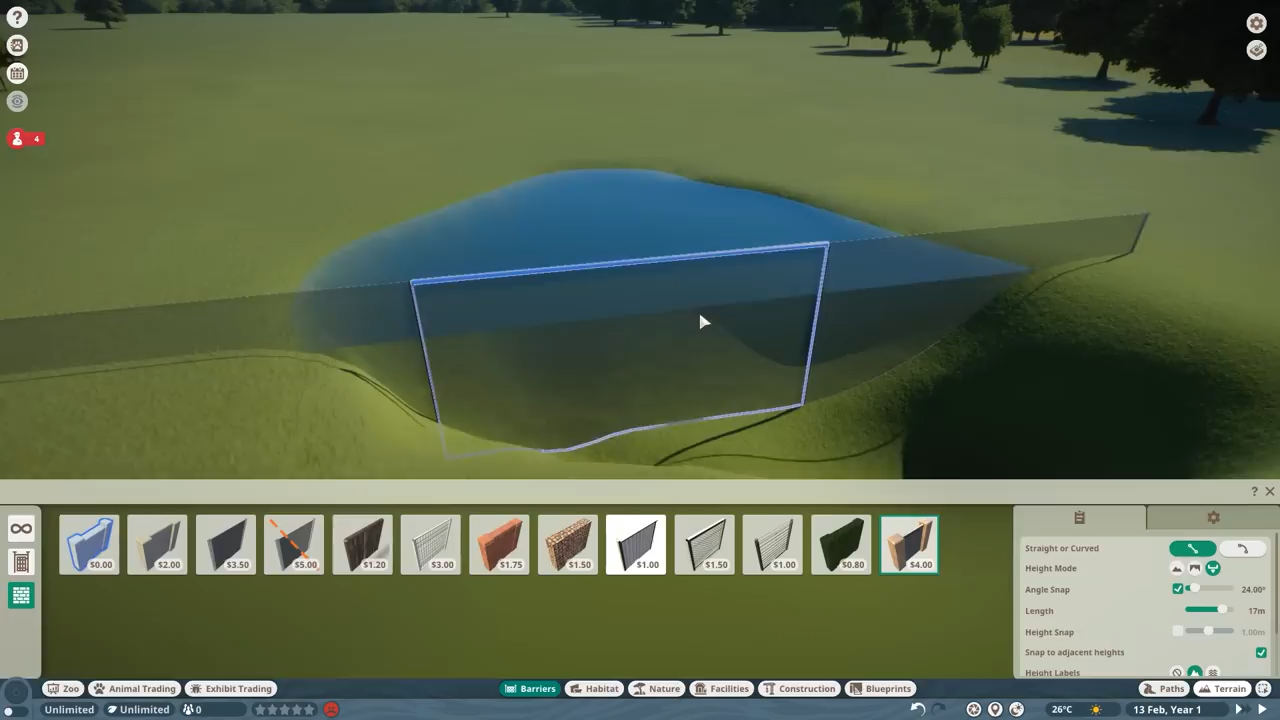 ?
4
? ×
$0.00 $2.00 $3.50 $5.00 $1.20 $3.00 $1.75 $1.50 $1.00 $1.50 $1.00 $0.80 $4.00
Straight or Curved
Height Mode
Angle Snap 24.00°
Length 17m
Height Snap 1.00m
Snap to adjacent heights
Height Labels
Zoo Animal Trading Exhibit Trading Barriers Habitat Nature Facilities Construction Blueprints Paths Terrain
Unlimited Unlimited 0 26°C 13 Feb, Year 1